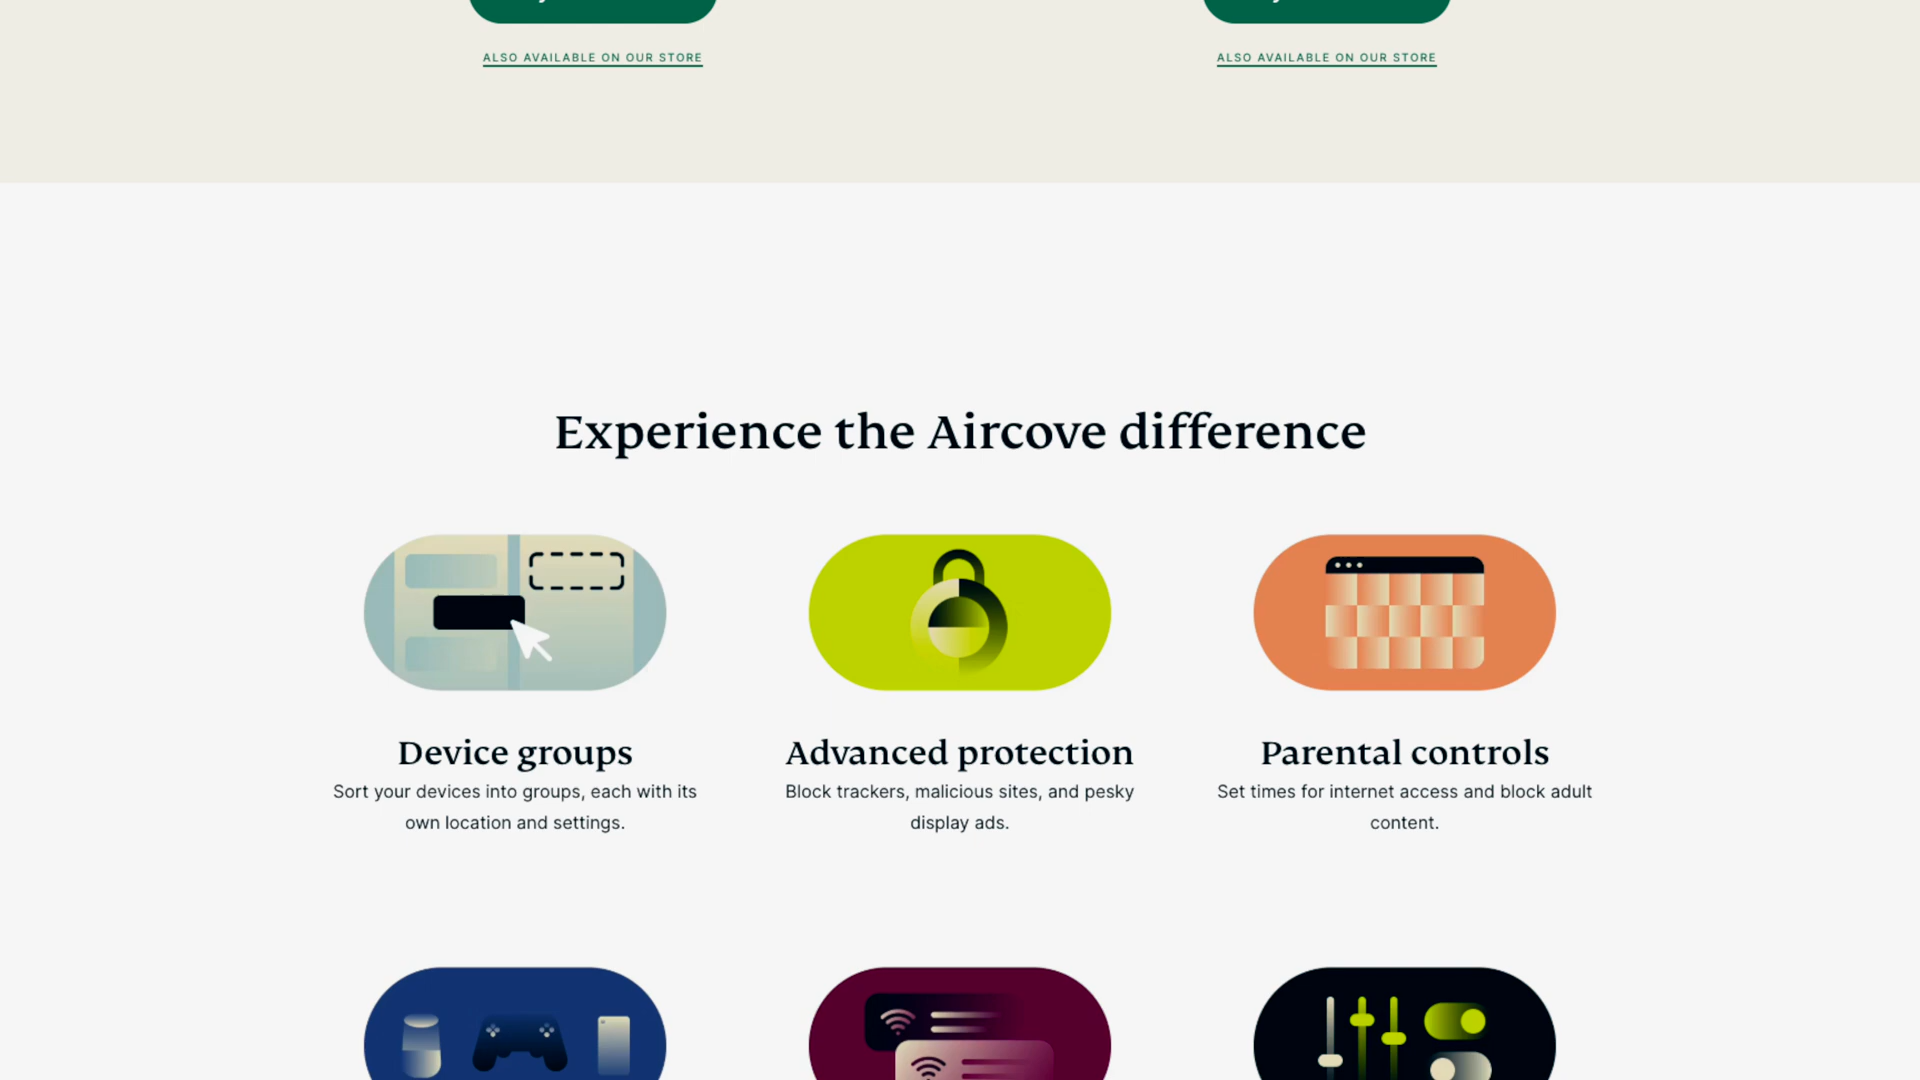 ALSO AVAILABLE ON OUR STORE
ALSO AVAILABLE ON OUR STORE
Experience the Aircove difference
Device groups
Sort your devices into groups, each with its
own location and settings.
Advanced protection
Block trackers, malicious sites, and pesky
display ads.
Parental controls
Set times for internet access and block adult
content.